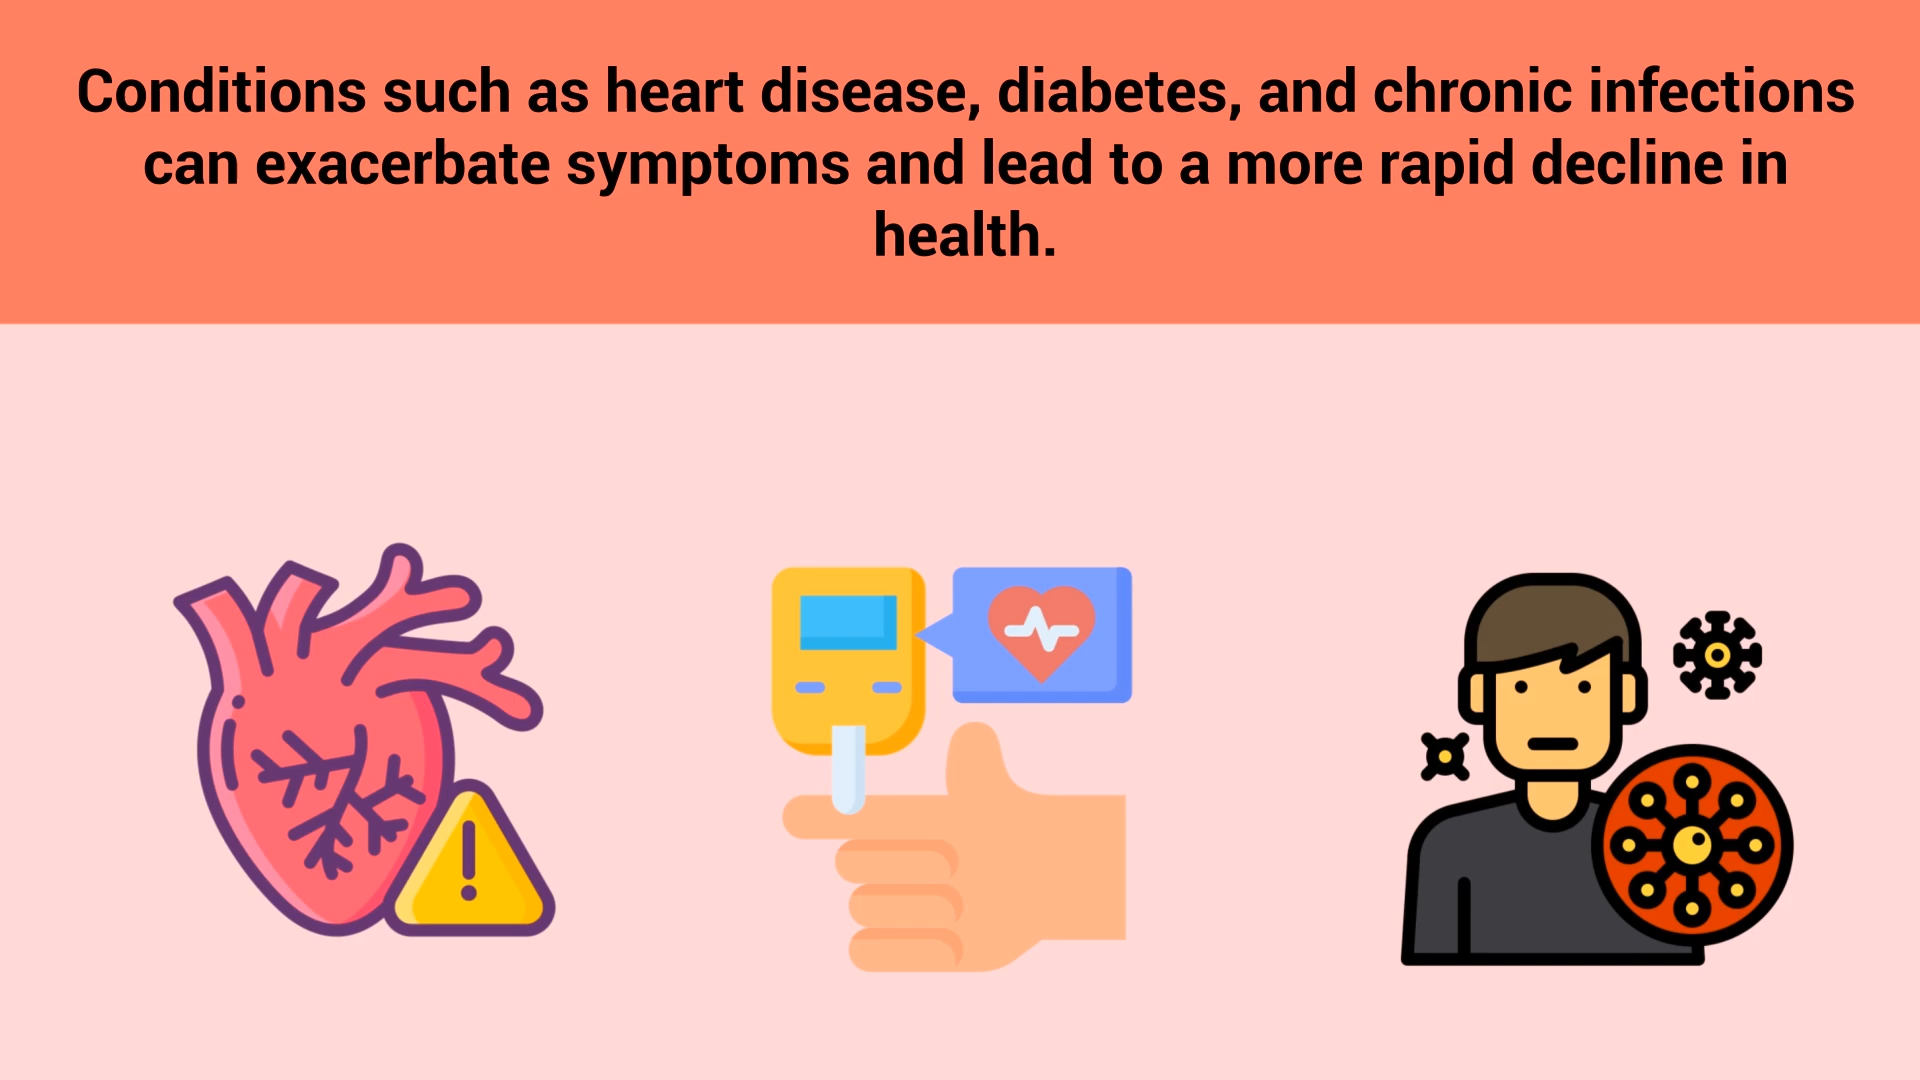 Conditions such as heart disease, diabetes, and chronic infections
can exacerbate symptoms and lead to a more rapid decline in
health.